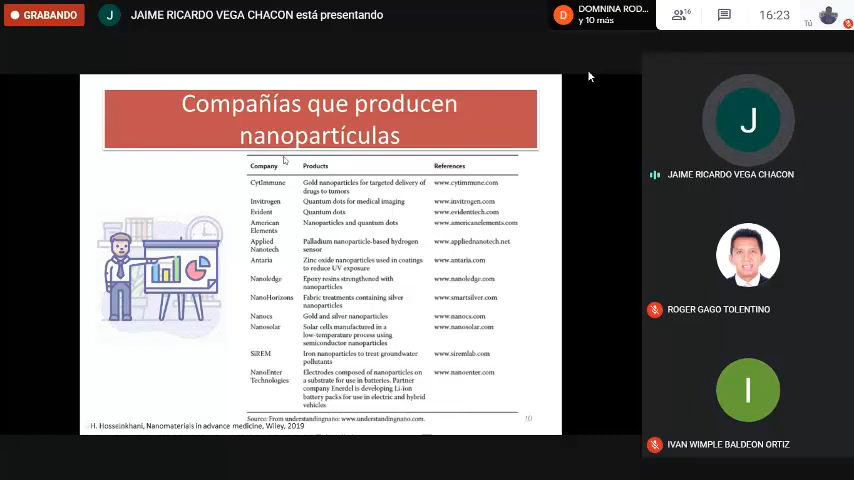 GRABANDO
J
JAIME RICARDO VEGA CHACON está presentando
D
DOMNINA ROD...
y 10 más
16
16:23
Tú
Compañías que producen
nanopartículas
Company Products References
CytImmune Gold nanoparticles for targeted delivery of www.cytimmune.com
drugs to tumors
Invitrogen Quantum dots for medical imaging www.invitrogen.com
Evident Quantum dots www.evidenttech.com
American Nanoparticles and quantum dots www.americanelements.com
Elements
Applied Palladium nanoparticle-based hydrogen www.appliednanotech.net
Nanotech sensor
Antaria Zinc oxide nanoparticles used in coatings www.antaria.com
to reduce UV exposure
Nanoledge Epoxy resins strengthened with www.nanoledge.com
nanoparticles
NanoHorizons Fabric treatments containing silver www.smartsilver.com
nanoparticles
Nanocs Gold and silver nanoparticles www.nanocs.com
Nanosolar Solar cells manufactured in a www.nanosolar.com
low-temperature process using
semiconductor nanoparticles
SiREM Iron nanoparticles to treat groundwater www.siremlab.com
pollutants
NanoEnter Electrodes composed of nanoparticles on www.nanoenter.com
Technologies a substrate for use in batteries. Partner
company Enerdel is developing Li-ion
battery packs for use in electric and hybrid
vehicles
Source: From understandingnano: www.understandingnano.com.
10
H. Hosseinkhani, Nanomaterials in advance medicine, Wiley, 2019
J
JAIME RICARDO VEGA CHACON
ROGER GAGO TOLENTINO
I
IVAN WIMPLE BALDEON ORTIZ